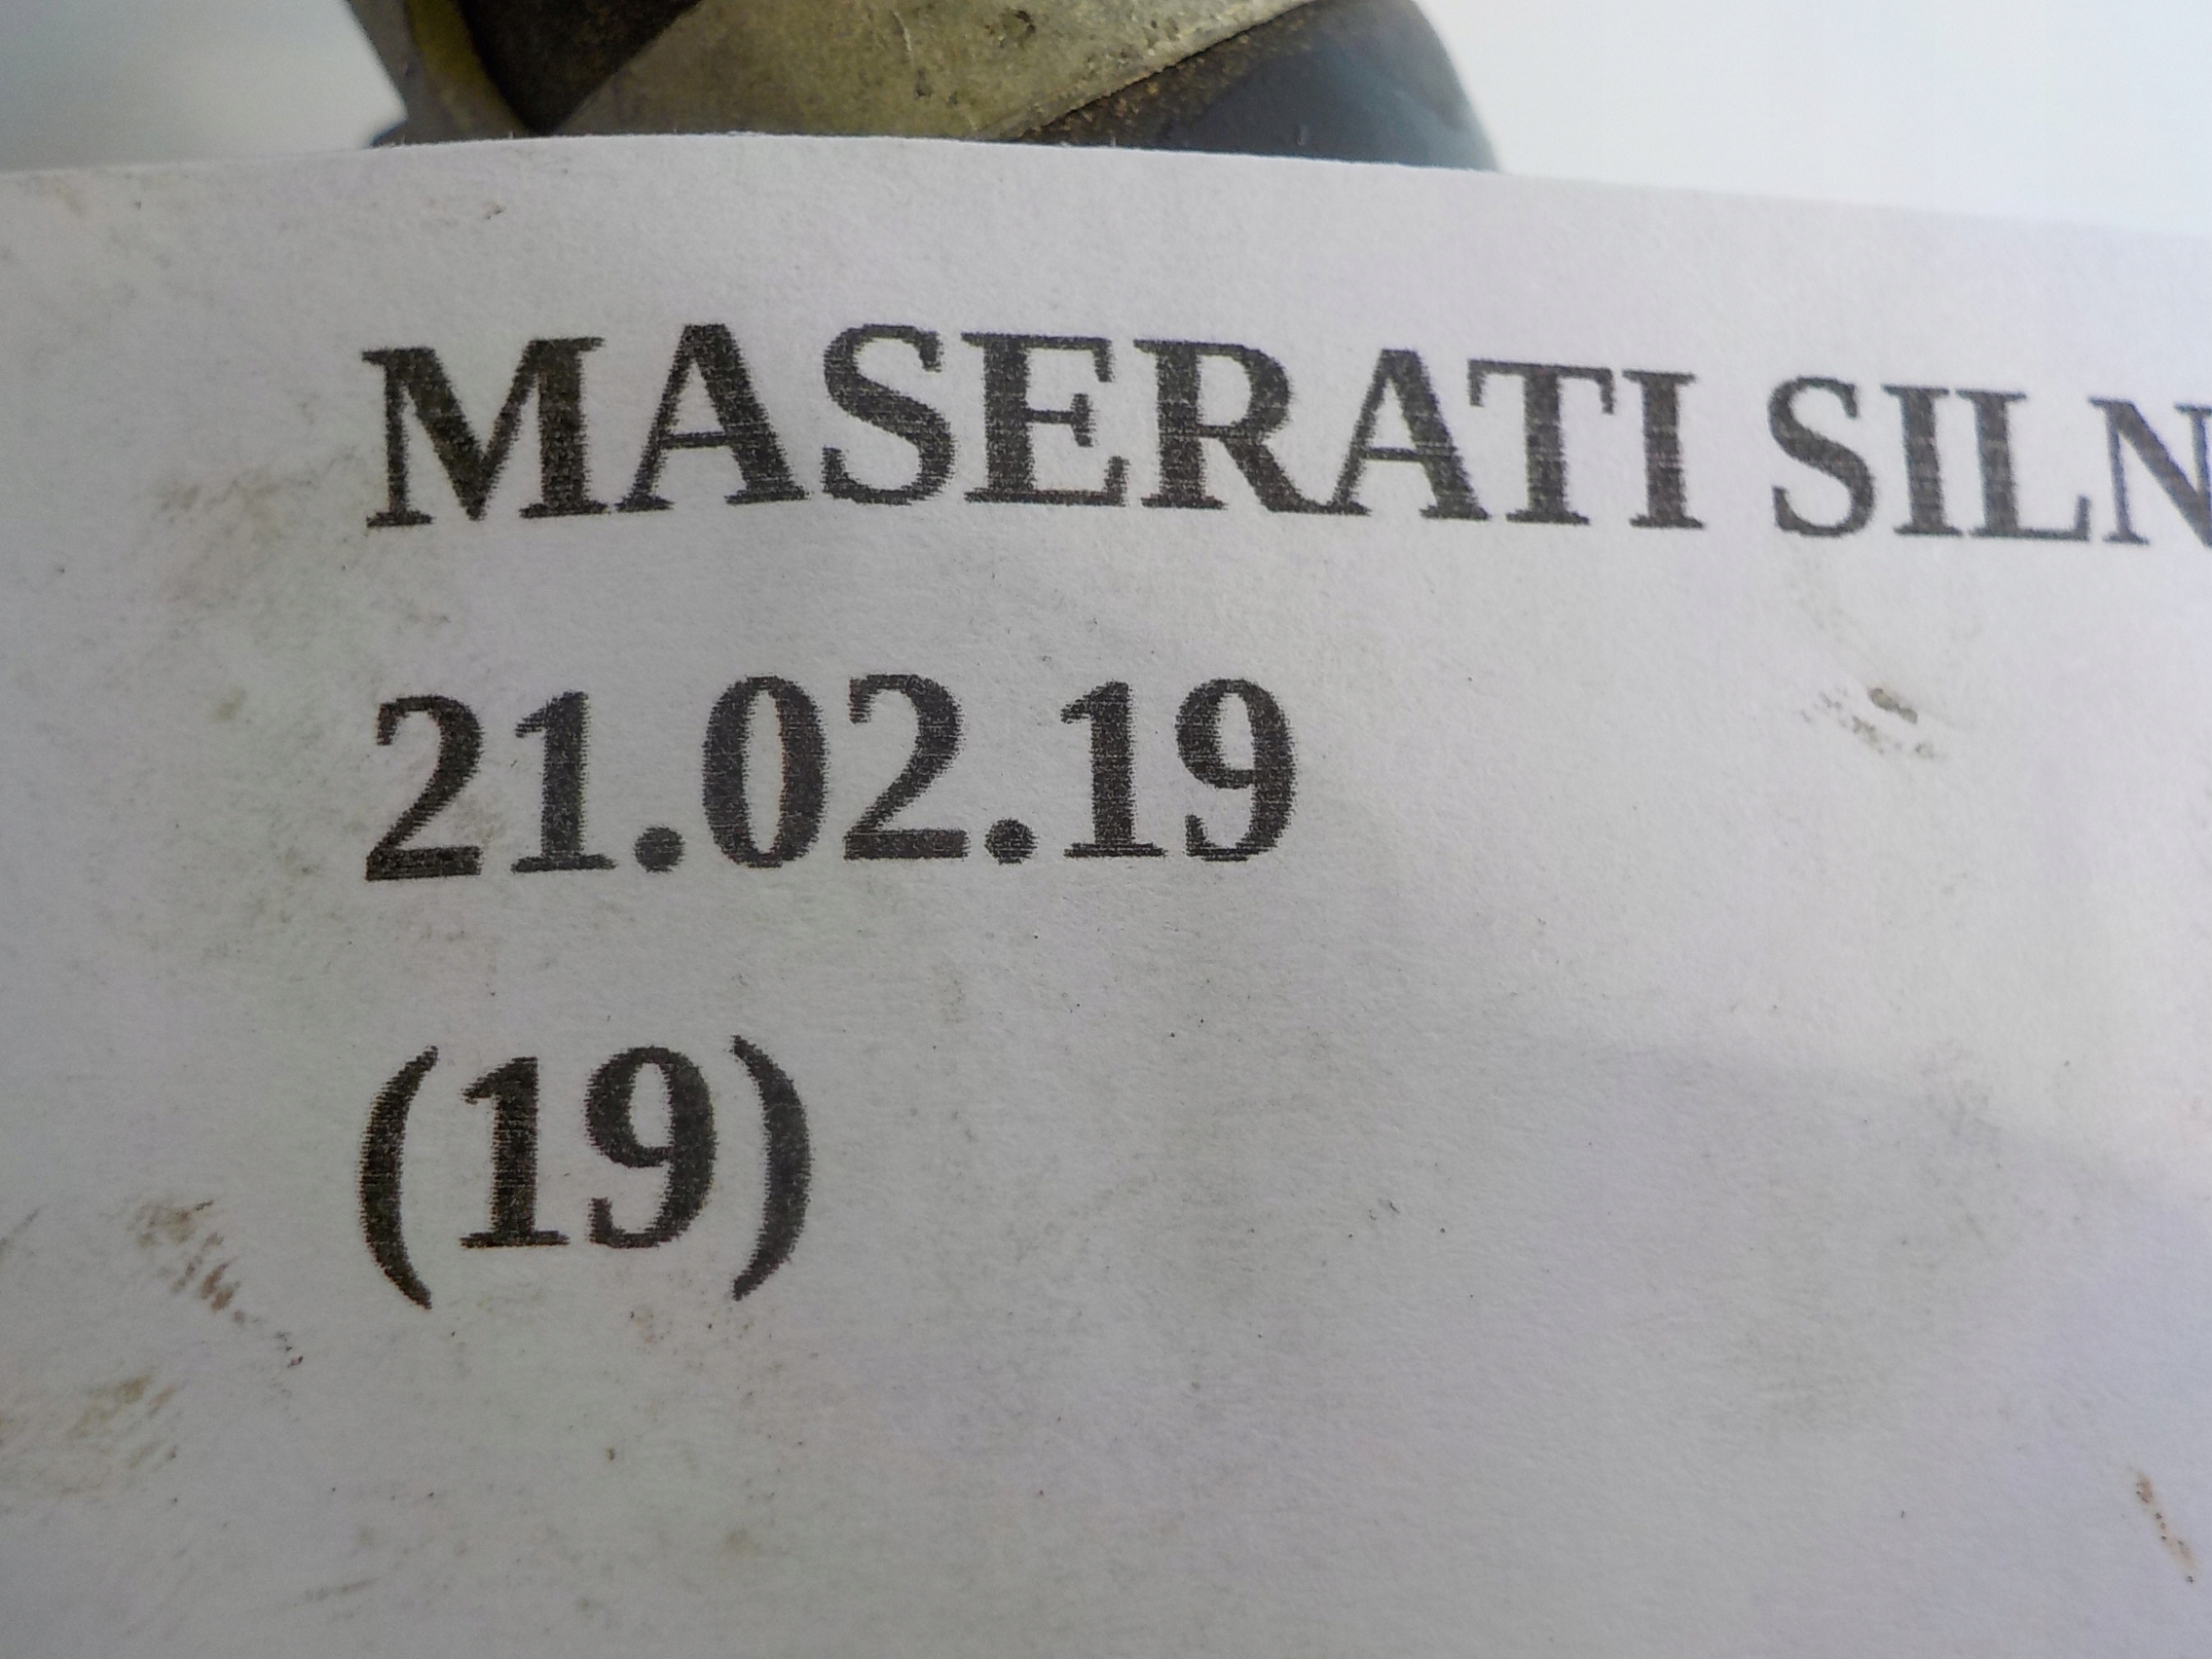 MASERATI SILN
21.02.19
(19)